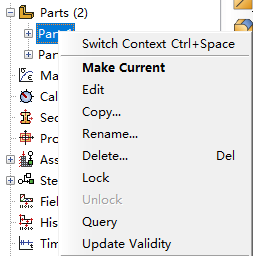 Parts (2)
Part
Switch Context Ctrl+Space
Par
Make Current
Ma
Edit
Cal
Copy...
Sec
Rename...
Pro
Delete... Del
Ass
Lock
Ste
Unlock
Fiel
Query
His
Update Validity
Tim